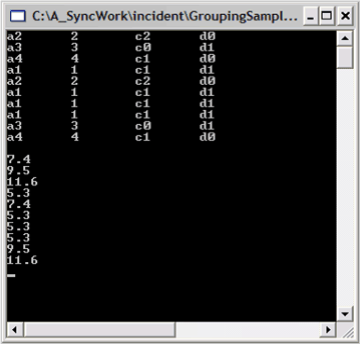 C:\A_SyncWork\incident\GroupingSampl...
a2 2 c2 d0
a3 3 c0 d1
a4 4 c1 d0
a1 1 c1 d1
a2 2 c2 d0
a1 1 c1 d1
a1 1 c1 d1
a1 1 c1 d1
a3 3 c0 d1
a4 4 c1 d0
7.4
9.5
11.6
5.3
7.4
5.3
5.3
5.3
9.5
11.6